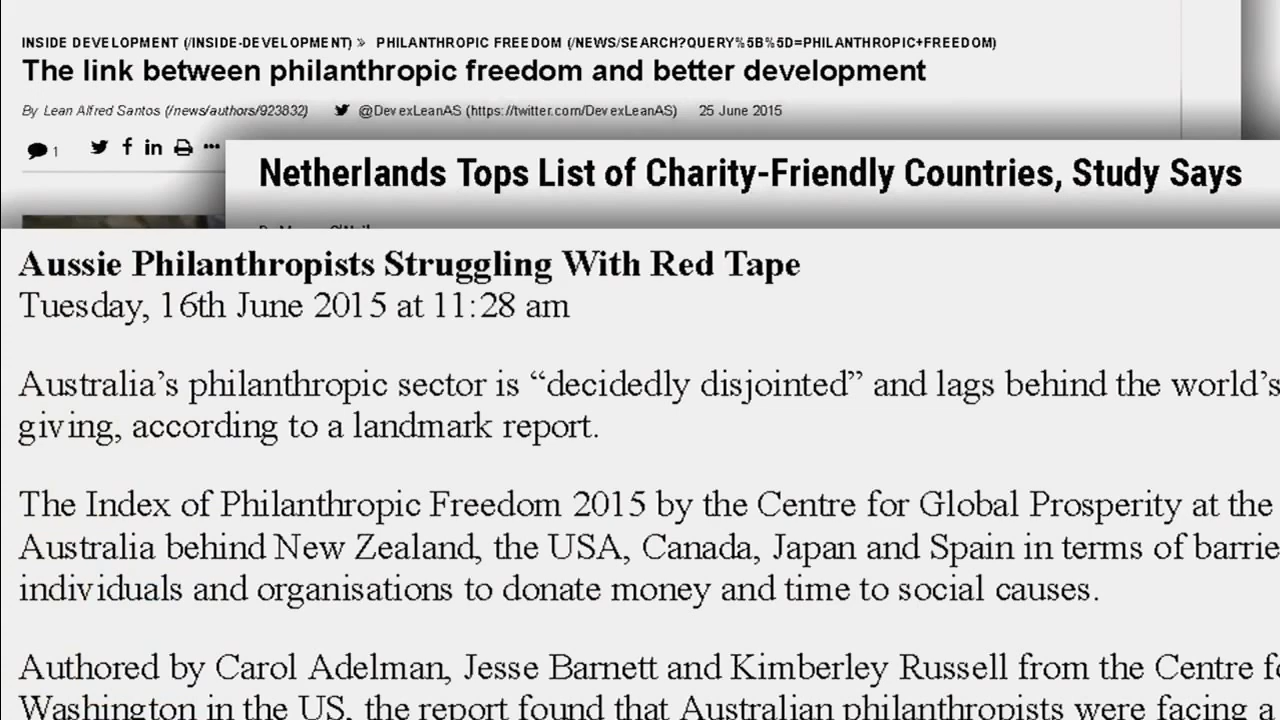 INSIDE DEVELOPMENT (/INSIDE-DEVELOPMENT) » PHILANTHROPIC FREEDOM (/NEWS/SEARCH?QUERY%5B%5D=PHILANTHROPIC+FREEDOM)
The link between philanthropic freedom and better development
By Lean Alfred Santos (/news/authors/923832) @DevexLeanAS (https://twitter.com/DevexLeanAS) 25 June 2015
1
Netherlands Tops List of Charity-Friendly Countries, Study Says
Aussie Philanthropists Struggling With Red Tape
Tuesday, 16th June 2015 at 11:28 am
Australia’s philanthropic sector is “decidedly disjointed” and lags behind the world’s
giving, according to a landmark report.
The Index of Philanthropic Freedom 2015 by the Centre for Global Prosperity at the
Australia behind New Zealand, the USA, Canada, Japan and Spain in terms of barrie
individuals and organisations to donate money and time to social causes.
Authored by Carol Adelman, Jesse Barnett and Kimberley Russell from the Centre fo
Washington in the US, the report found that Australian philanthropists were facing a